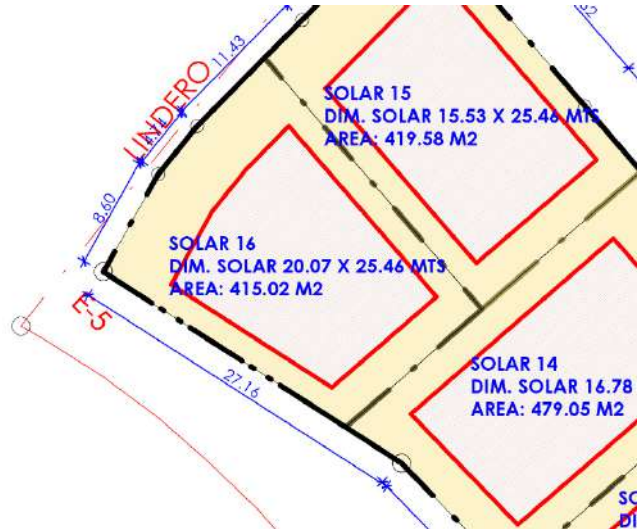 11.43
LINDERO
4.74
8.60
SOLAR 15
DIM. SOLAR 15.53 X 25.46 MTS
AREA: 419.58 M2
SOLAR 16
DIM. SOLAR 20.07 X 25.46 MTS
AREA: 415.02 M2
E-5
27.16
SOLAR 14
DIM. SOLAR 16.78
AREA: 479.05 M2